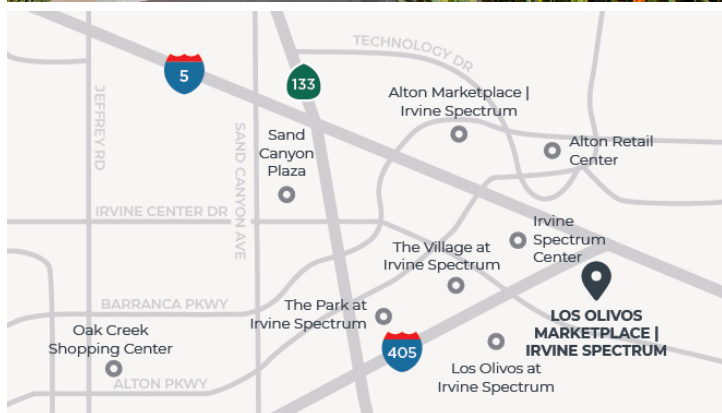 TECHNOLOGY DR
5
133
Alton Marketplace |
Irvine Spectrum
JEFFREY RD
SAND CANYON AVE
Sand
Canyon
Plaza
Alton Retail
Center
IRVINE CENTER DR
Irvine
Spectrum
Center
The Village at
Irvine Spectrum
BARRANCA PKWY
The Park at
Irvine Spectrum
LOS OLIVOS
MARKETPLACE |
IRVINE SPECTRUM
Oak Creek
Shopping Center
405
Los Olivos at
Irvine Spectrum
ALTON PKWY